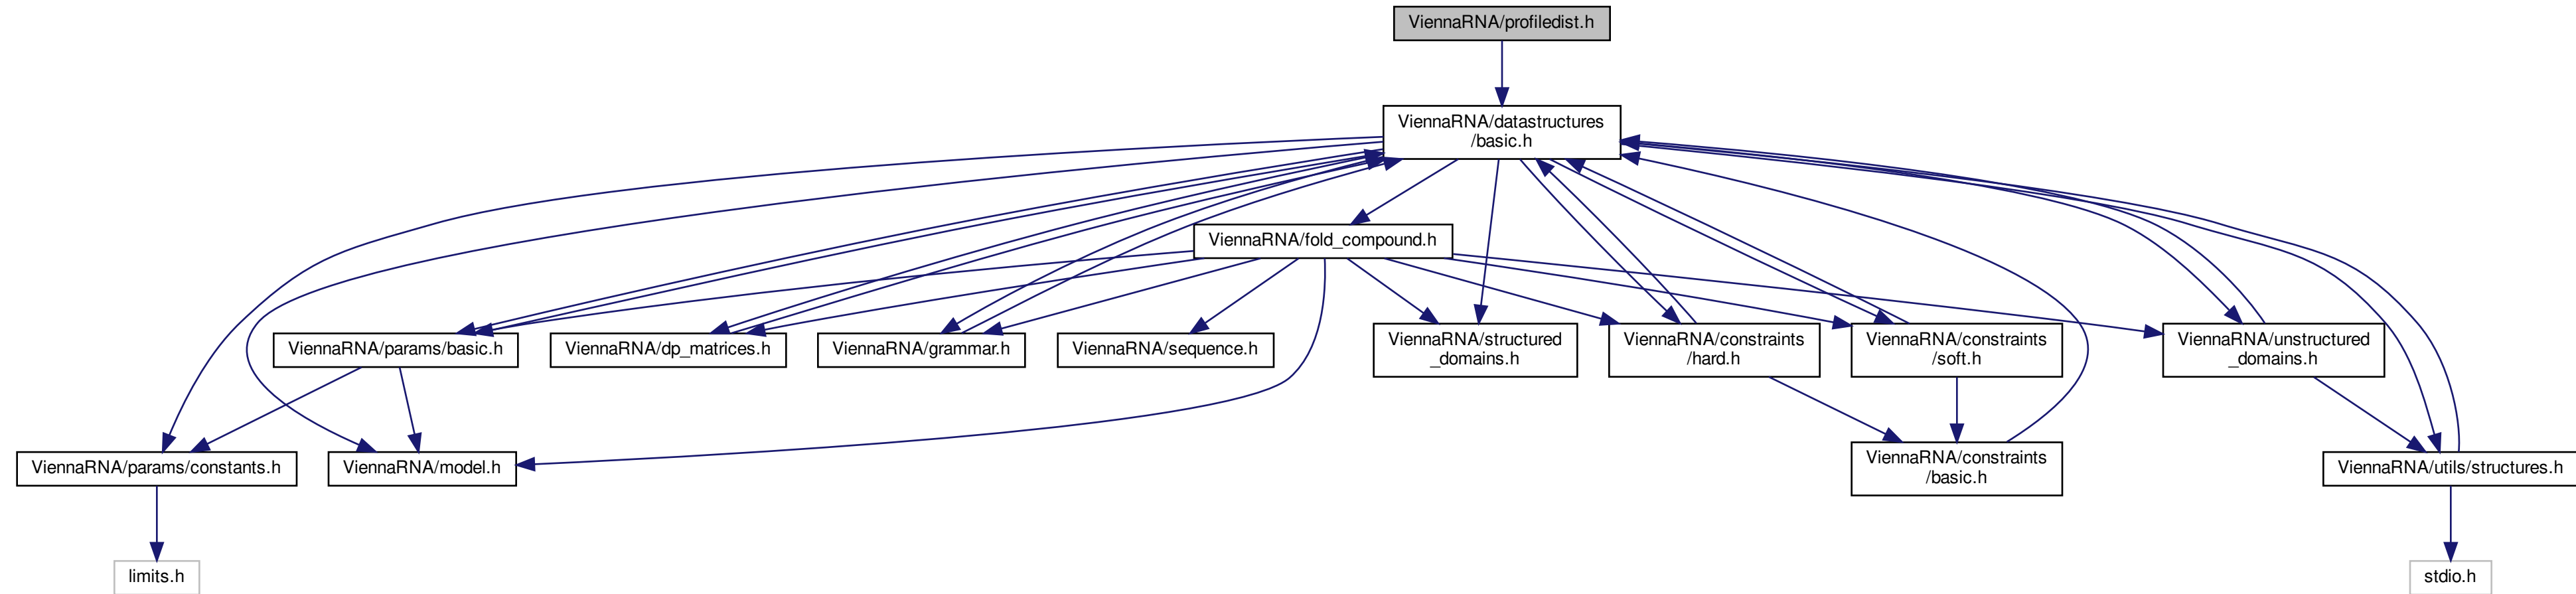 ViennaRNA/profiledist.h
ViennaRNA/datastructures
/basic.h
ViennaRNA/fold_compound.h
ViennaRNA/params/basic.h
ViennaRNA/dp_matrices.h
ViennaRNA/grammar.h
ViennaRNA/sequence.h
ViennaRNA/structured
_domains.h
ViennaRNA/constraints
/hard.h
ViennaRNA/constraints
/soft.h
ViennaRNA/unstructured
_domains.h
ViennaRNA/params/constants.h
ViennaRNA/model.h
ViennaRNA/constraints
/basic.h
ViennaRNA/utils/structures.h
limits.h
stdio.h